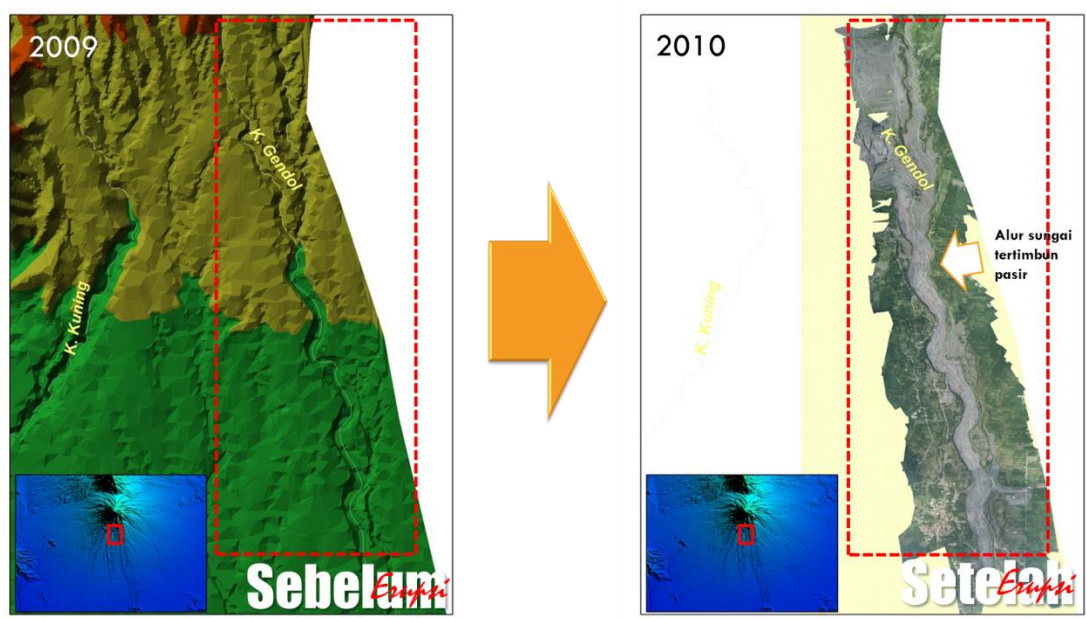 2009
K. Gendol
K. Kuning
Sebelum
Erupsi
2010
K. Gendol
Alur sungai
tertimbun
pasir
K. Kuning
Setelah
Erupsi